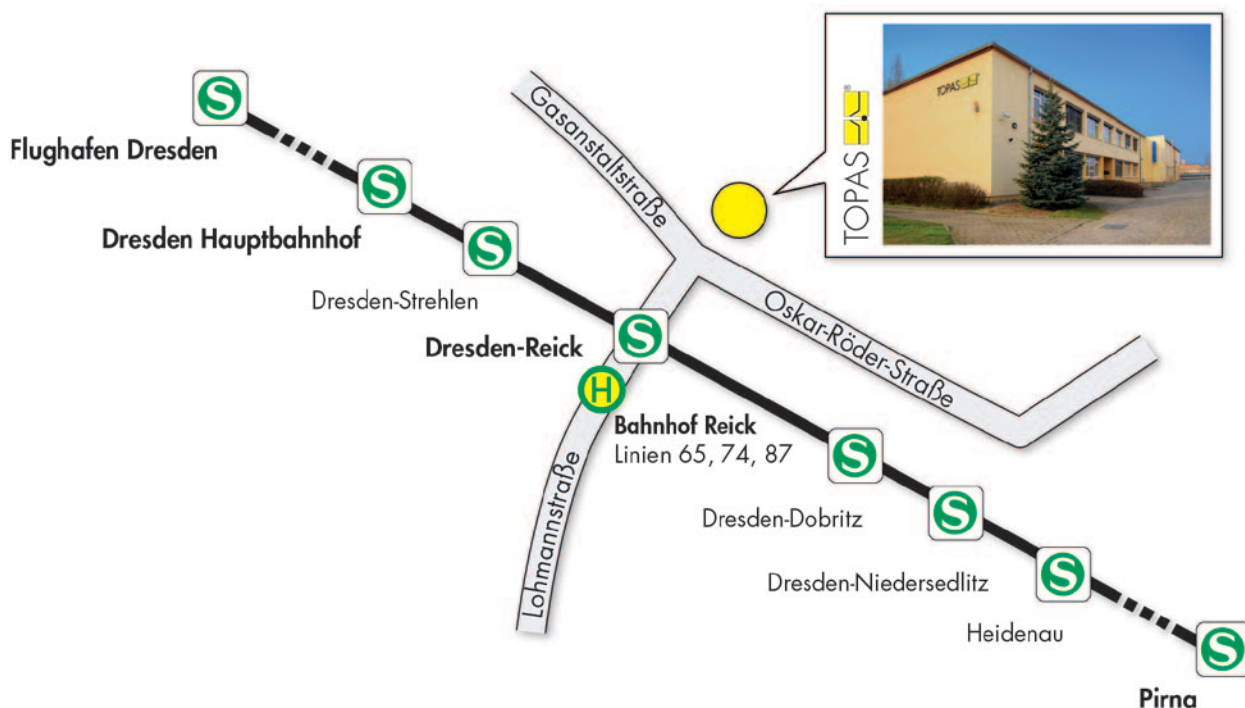 TOPAS
®
TOPAS
Gasanstaltstraße
Flughafen Dresden
Dresden Hauptbahnhof
Dresden-Strehlen
Oskar-Röder-Straße
Dresden-Reick
H
Bahnhof Reick
Linien 65, 74, 87
Lohmannstraße
Dresden-Dobritz
Dresden-Niedersedlitz
Heidenau
Pirna
S
S
S
S
S
S
S
S